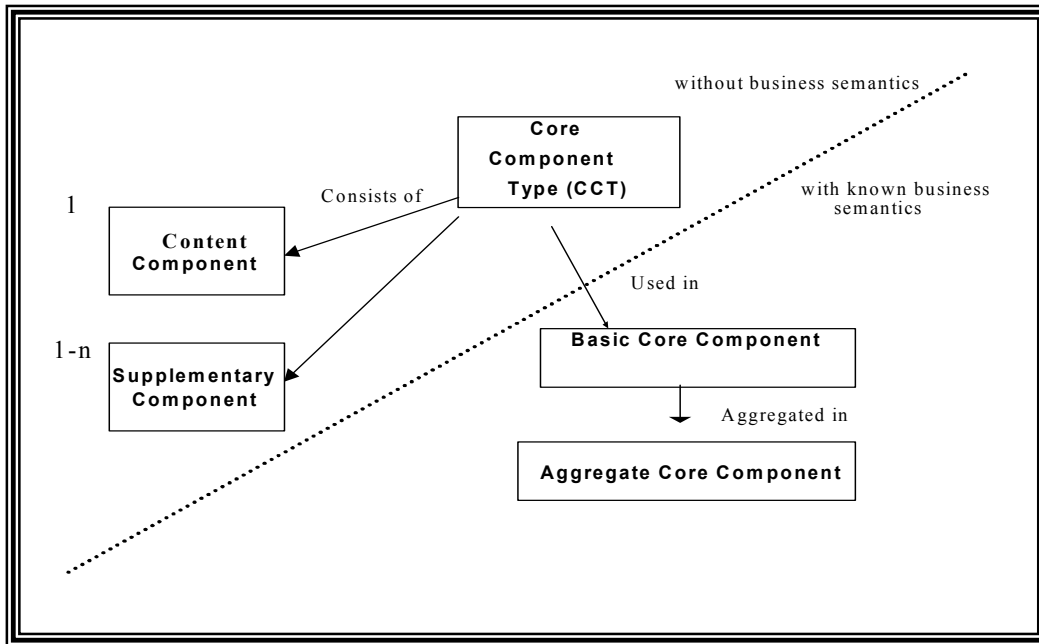 without business semantics
Core
Component
Type (CCT)
Consists of
with known business
semantics
1
Content
Component
Used in
1-n
Basic Core Component
Supplementary
Component
Aggregated in
Aggregate Core Component